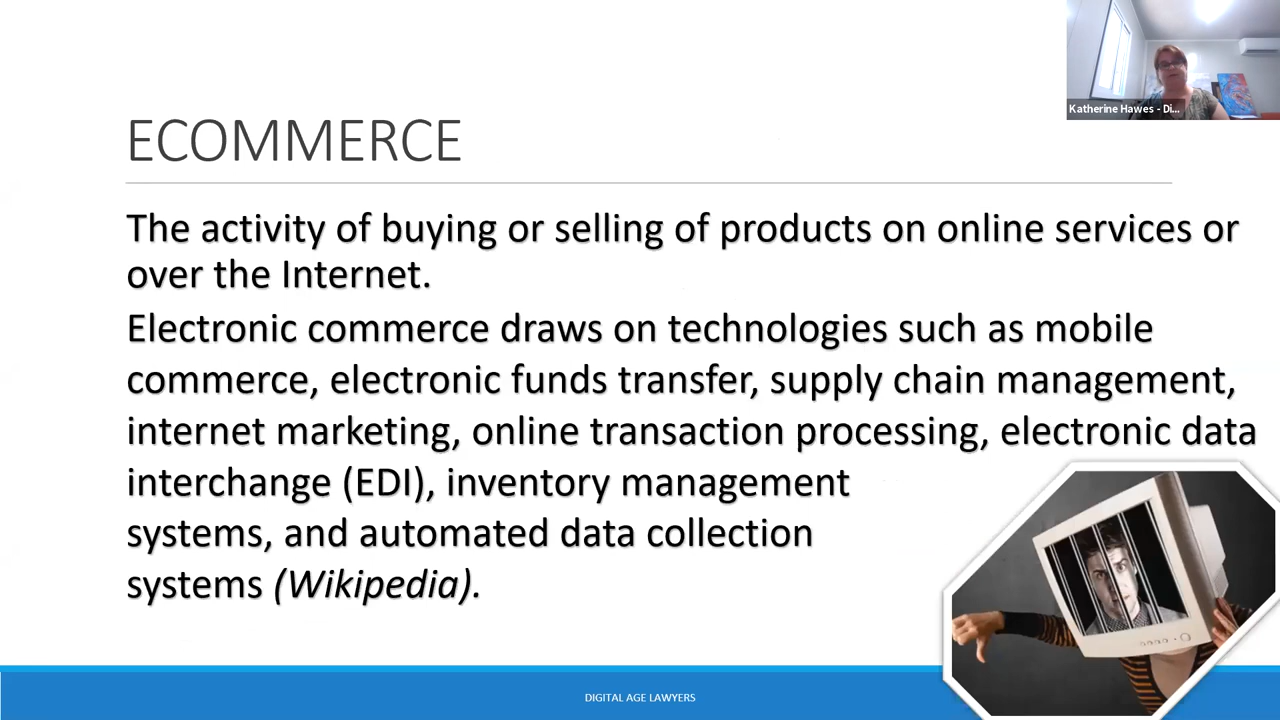 Katherine Hawes - Di...
ECOMMERCE
The activity of buying or selling of products on online services or
over the Internet.
Electronic commerce draws on technologies such as mobile
commerce, electronic funds transfer, supply chain management,
internet marketing, online transaction processing, electronic data
interchange (EDI), inventory management
systems, and automated data collection
systems (Wikipedia).
DIGITAL AGE LAWYERS